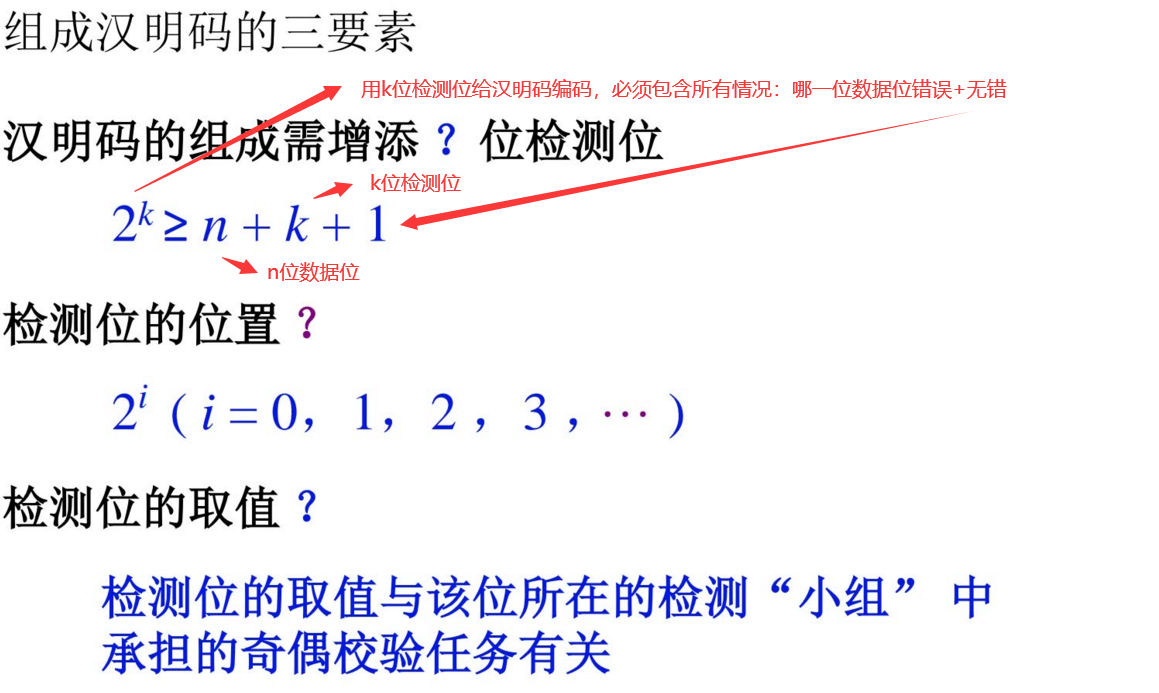 组成汉明码的三要素
用k位检测位给汉明码编码，必须包含所有情况：哪一位数据位错误+无错
汉明码的组成需增添 ？位检测位
k位检测位
2^k ≥ n + k + 1
n位数据位
检测位的位置 ？
2^i ( i = 0， 1， 2 ， 3 ， ··· )
检测位的取值 ？
检测位的取值与该位所在的检测“小组” 中
承担的奇偶校验任务有关